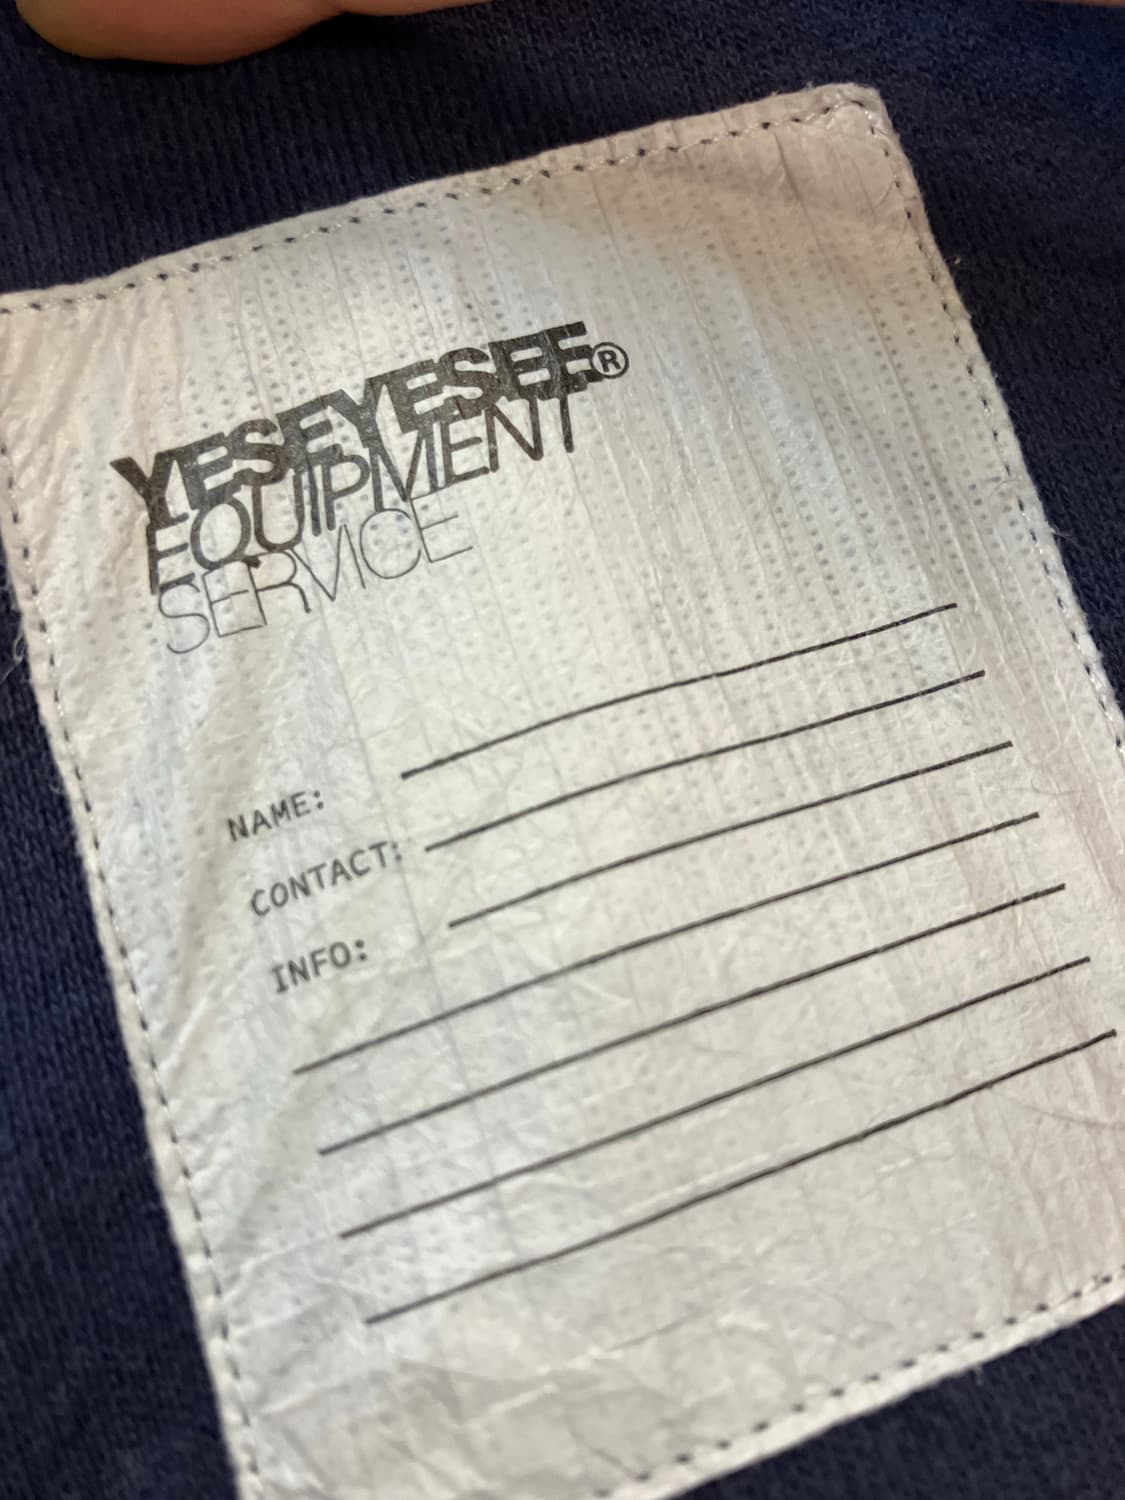 YESEYESEE®
EQUIPMENT
SERVICE
NAME:
CONTACT:
INFO: